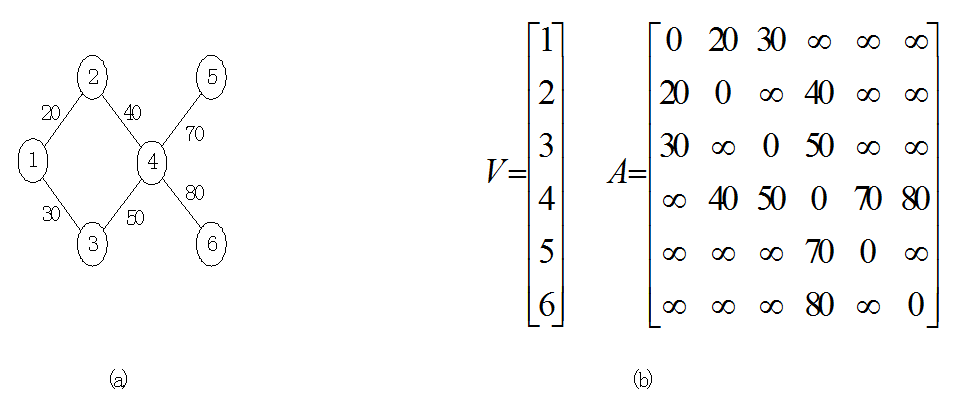 2
5
20
40
70
1
4
30
50
80
3
6
(a)
V=
1
2
3
4
5
6
A=
0 20 30 ∞ ∞ ∞
20 0 ∞ 40 ∞ ∞
30 ∞ 0 50 ∞ ∞
∞ 40 50 0 70 80
∞ ∞ ∞ 70 0 ∞
∞ ∞ ∞ 80 ∞ 0
(b)